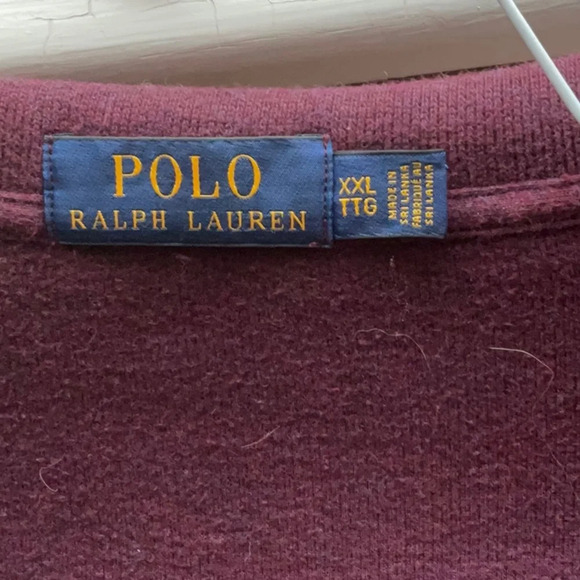 POLO
RALPH LAUREN
XXL
TTG
MADE IN
SRI LANKA
FABRIQUÉ AU
SRI LANKA